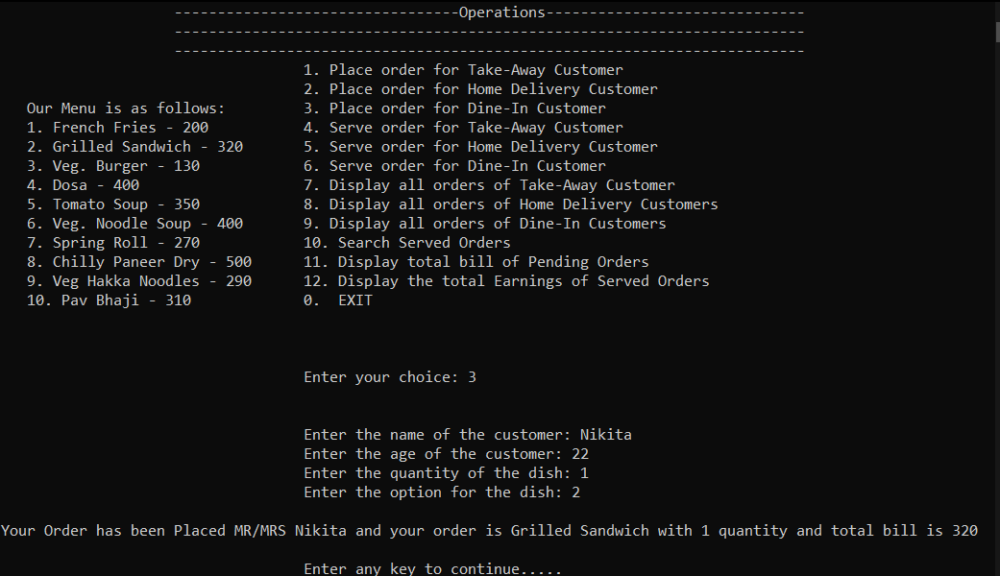 ---------------------------------Operations------------------------------
-------------------------------------------------------------------------
-------------------------------------------------------------------------
1. Place order for Take-Away Customer
2. Place order for Home Delivery Customer
Our Menu is as follows: 3. Place order for Dine-In Customer
1. French Fries - 200 4. Serve order for Take-Away Customer
2. Grilled Sandwich - 320 5. Serve order for Home Delivery Customer
3. Veg. Burger - 130 6. Serve order for Dine-In Customer
4. Dosa - 400 7. Display all orders of Take-Away Customer
5. Tomato Soup - 350 8. Display all orders of Home Delivery Customers
6. Veg. Noodle Soup - 400 9. Display all orders of Dine-In Customers
7. Spring Roll - 270 10. Search Served Orders
8. Chilly Paneer Dry - 500 11. Display total bill of Pending Orders
9. Veg Hakka Noodles - 290 12. Display the total Earnings of Served Orders
10. Pav Bhaji - 310 0. EXIT
Enter your choice: 3
Enter the name of the customer: Nikita
Enter the age of the customer: 22
Enter the quantity of the dish: 1
Enter the option for the dish: 2
Your Order has been Placed MR/MRS Nikita and your order is Grilled Sandwich with 1 quantity and total bill is 320
Enter any key to continue.....